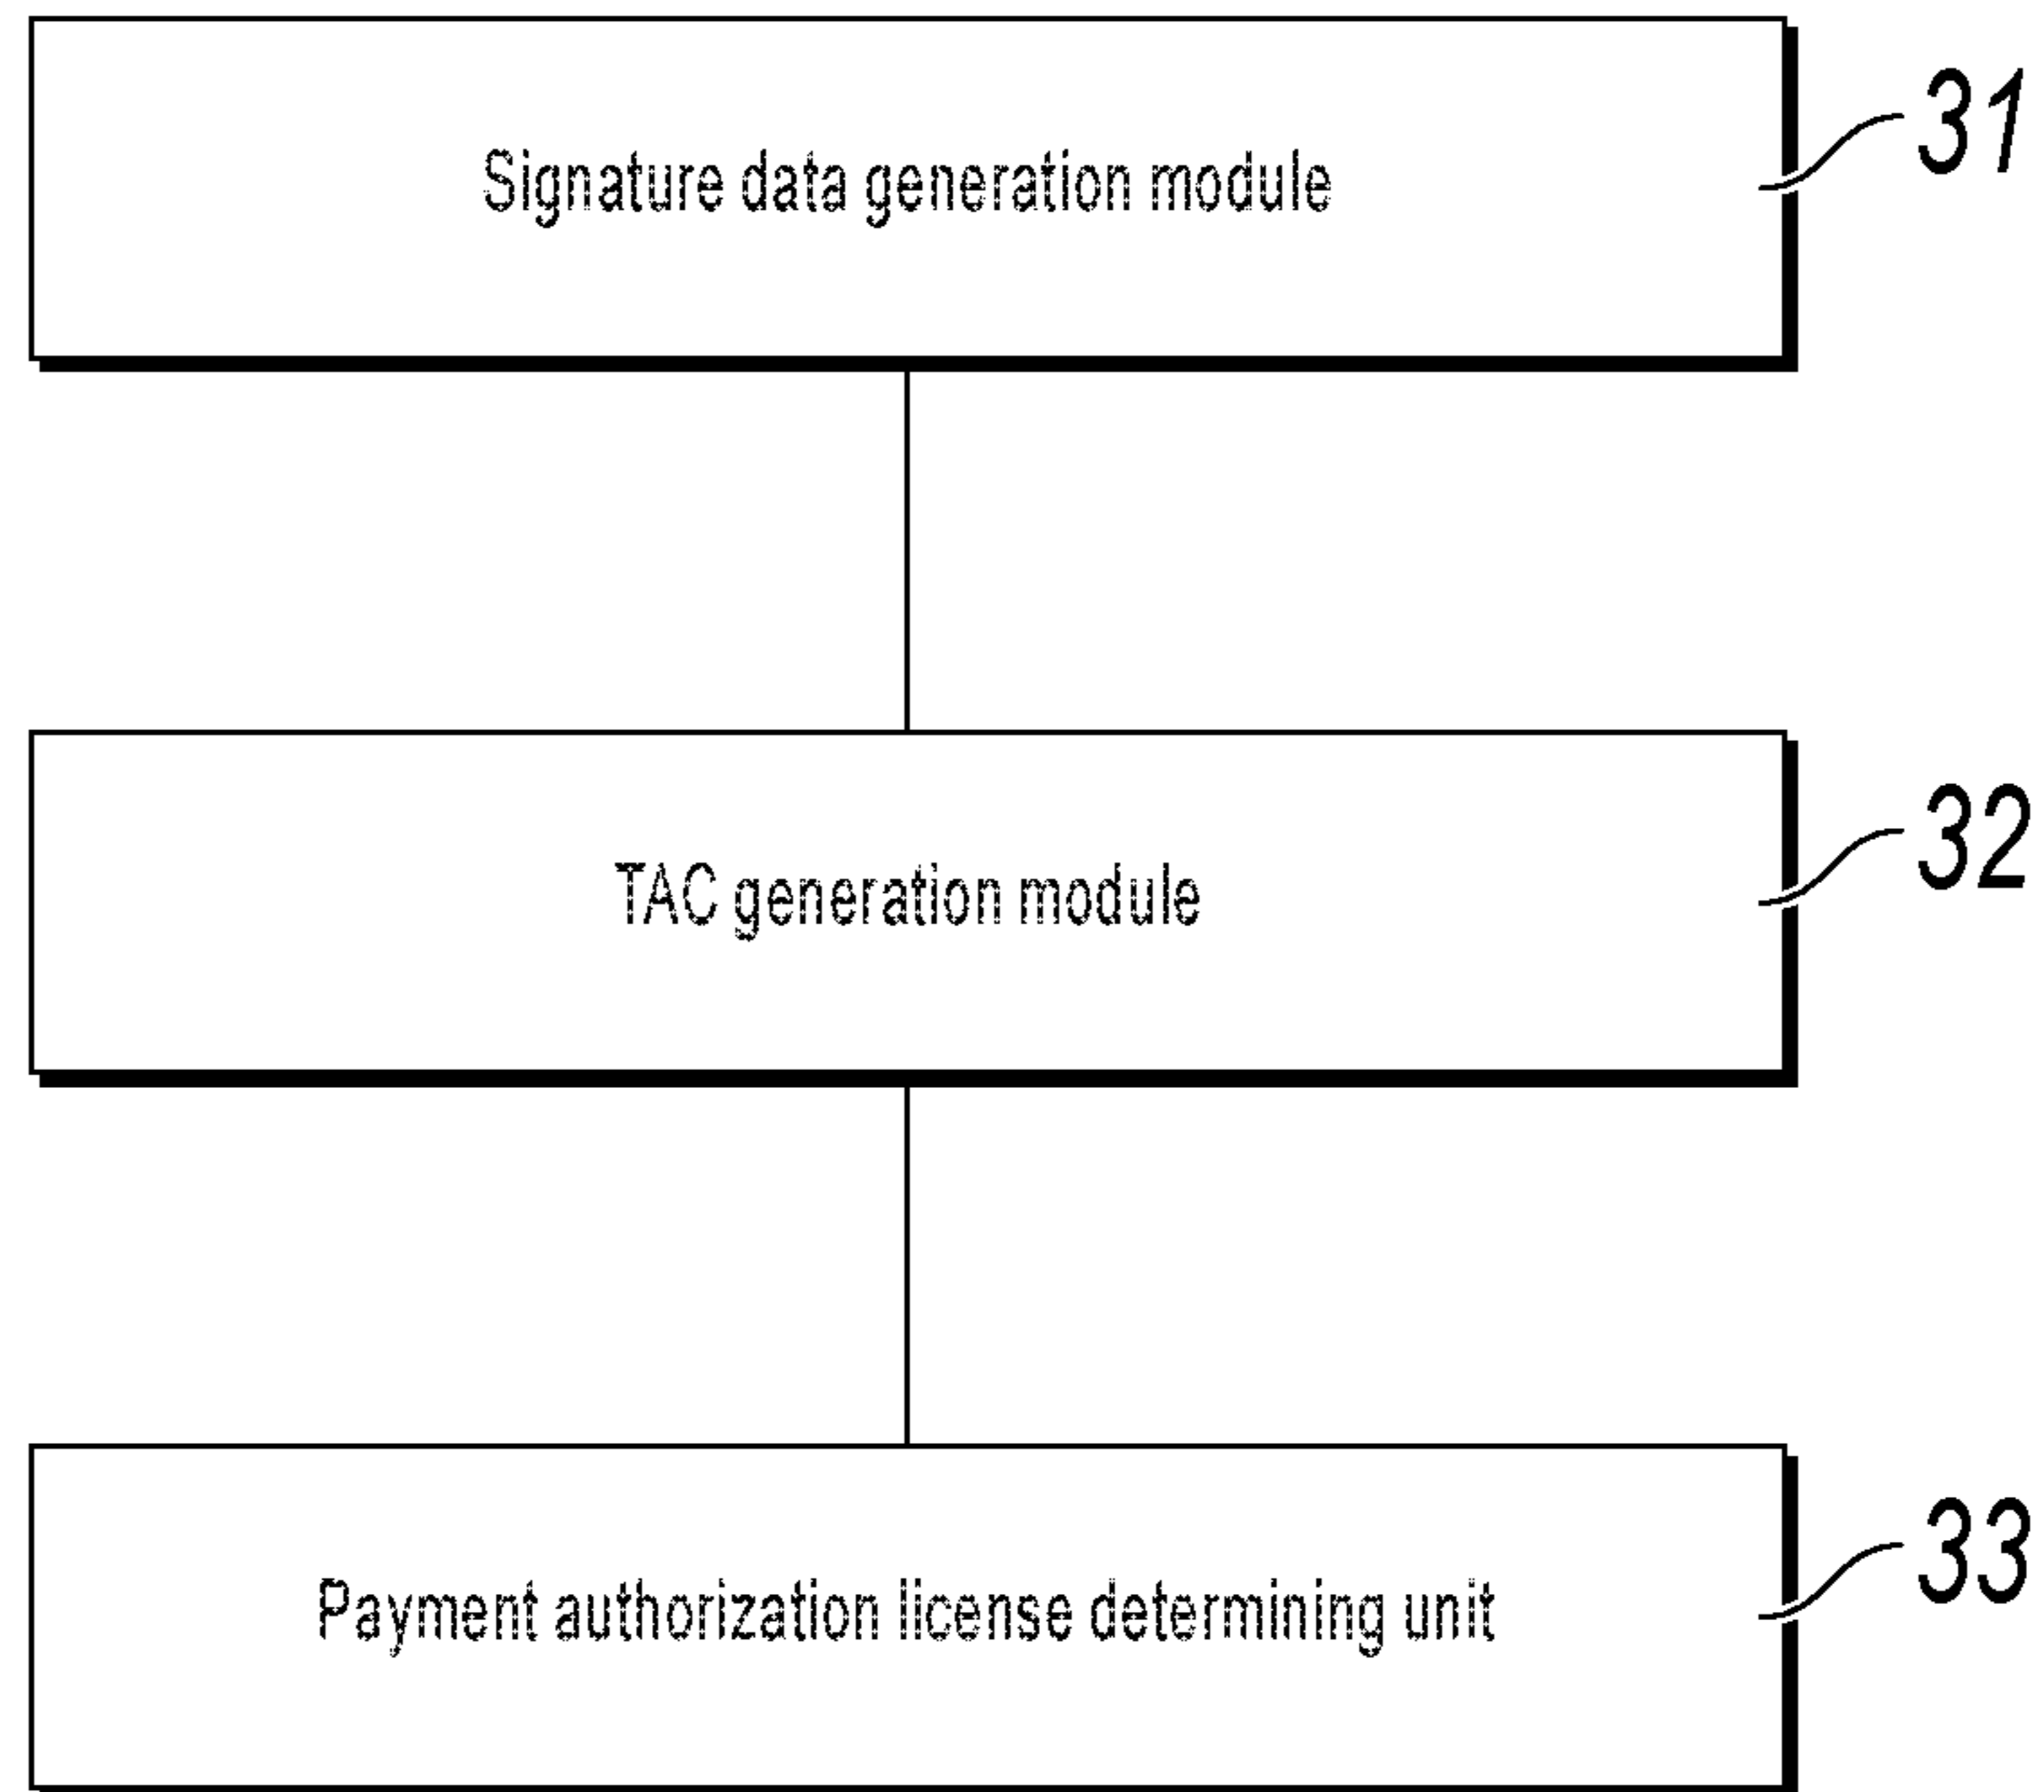 Signature data generation module
31
TAC generation module
32
Payment authorization license determining unit
33